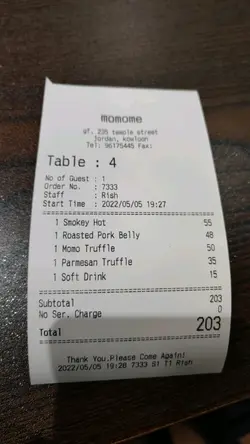 momome
gf. 235 temple street
Jordan, kowloon
Tel: 96175445 Fax:
Table : 4
No of Guest : 1
Order No. : 7333
Staff : Rish
Start Time : 2022/05/05 19:27
1 Smokey Hot 55
1 Roasted Pork Belly 48
1 Momo Truffle 50
1 Parmesan Truffle 35
1 Soft Drink 15
Subtotal 203
No Ser. Charge 0
Total 203
Thank You.Please Come Again!
2022/05/05 19:28 7333 S1 T1 Rish